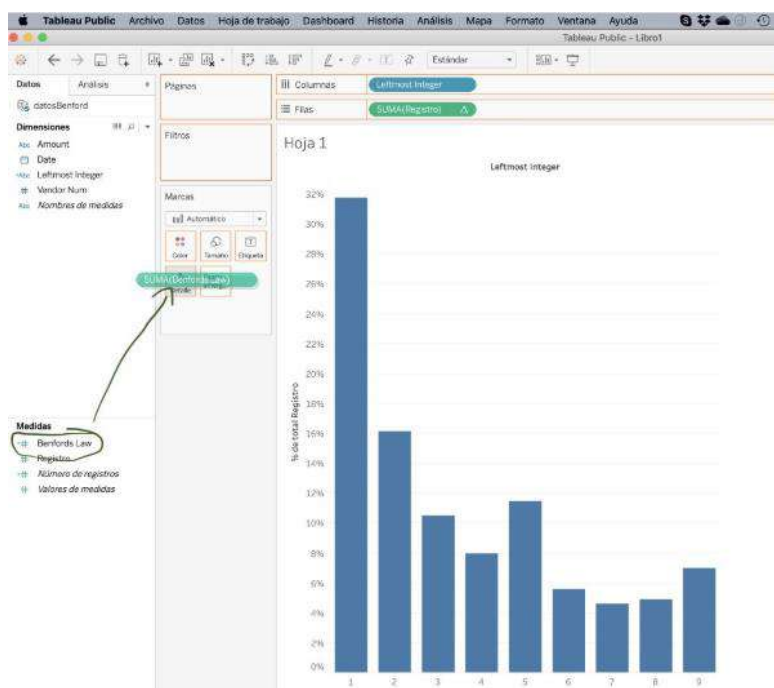 Tableau Public Archivo Datos Hoja de trabajo Dashboard Historia Análisis Mapa Formato Ventana Ayuda
Tableau Public - Libro1
Estándar
Datos Análisis
datosBenford
Dimensiones
Abc Amount
Date
Abc Leftmost Integer
# Vendor Num
Abc Nombres de medidas
Medidas
# Benfords Law
# Registro
# Número de registros
# Valores de medidas
Páginas
Filtros
Marcas
Automático
Color Tamaño Etiqueta
SUMA(Benfords Law)
Detalle
Columnas Leftmost Integer
Filas SUMA(Registro) Δ
Hoja 1
Leftmost Integer
% de total Registro
32%
30%
28%
26%
24%
22%
20%
18%
16%
14%
12%
10%
8%
6%
4%
2%
0%
1 2 3 4 5 6 7 8 9